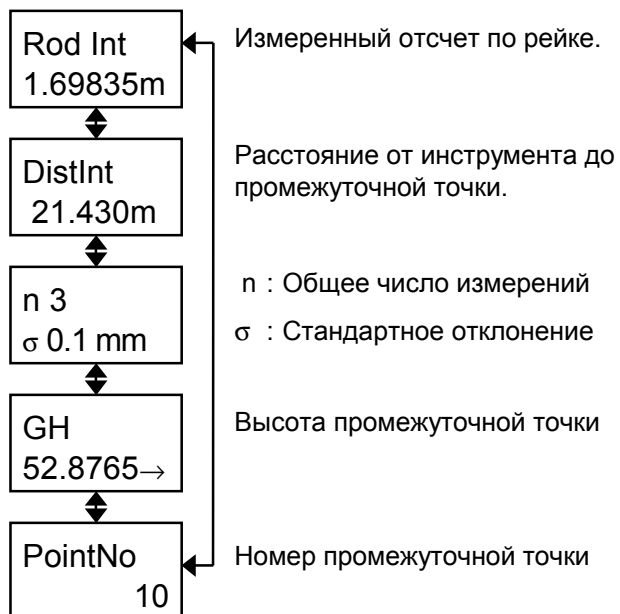 Rod Int
1.69835m
Измеренный отсчет по рейке.
DistInt
21.430m
Расстояние от инструмента до
промежуточной точки.
n 3
σ 0.1 mm
n : Общее число измерений
σ : Стандартное отклонение
GH
52.8765→
Высота промежуточной точки
PointNo
10
Номер промежуточной точки